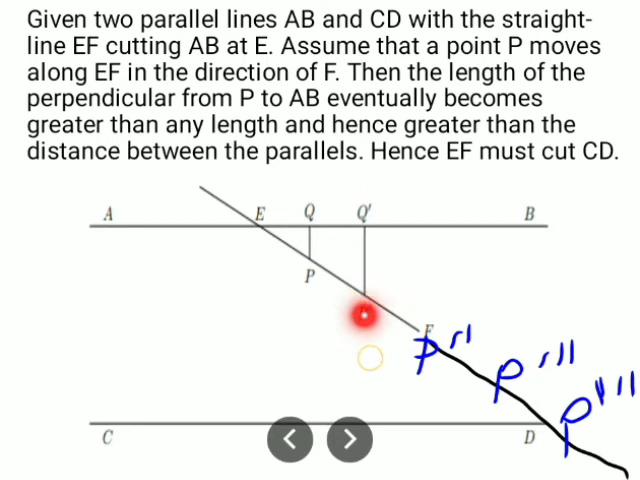 Given two parallel lines AB and CD with the straight-
line EF cutting AB at E. Assume that a point P moves
along EF in the direction of F. Then the length of the
perpendicular from P to AB eventually becomes
greater than any length and hence greater than the
distance between the parallels. Hence EF must cut CD.
A E Q Q' B
P
F
P''
P'''
P''''
C D